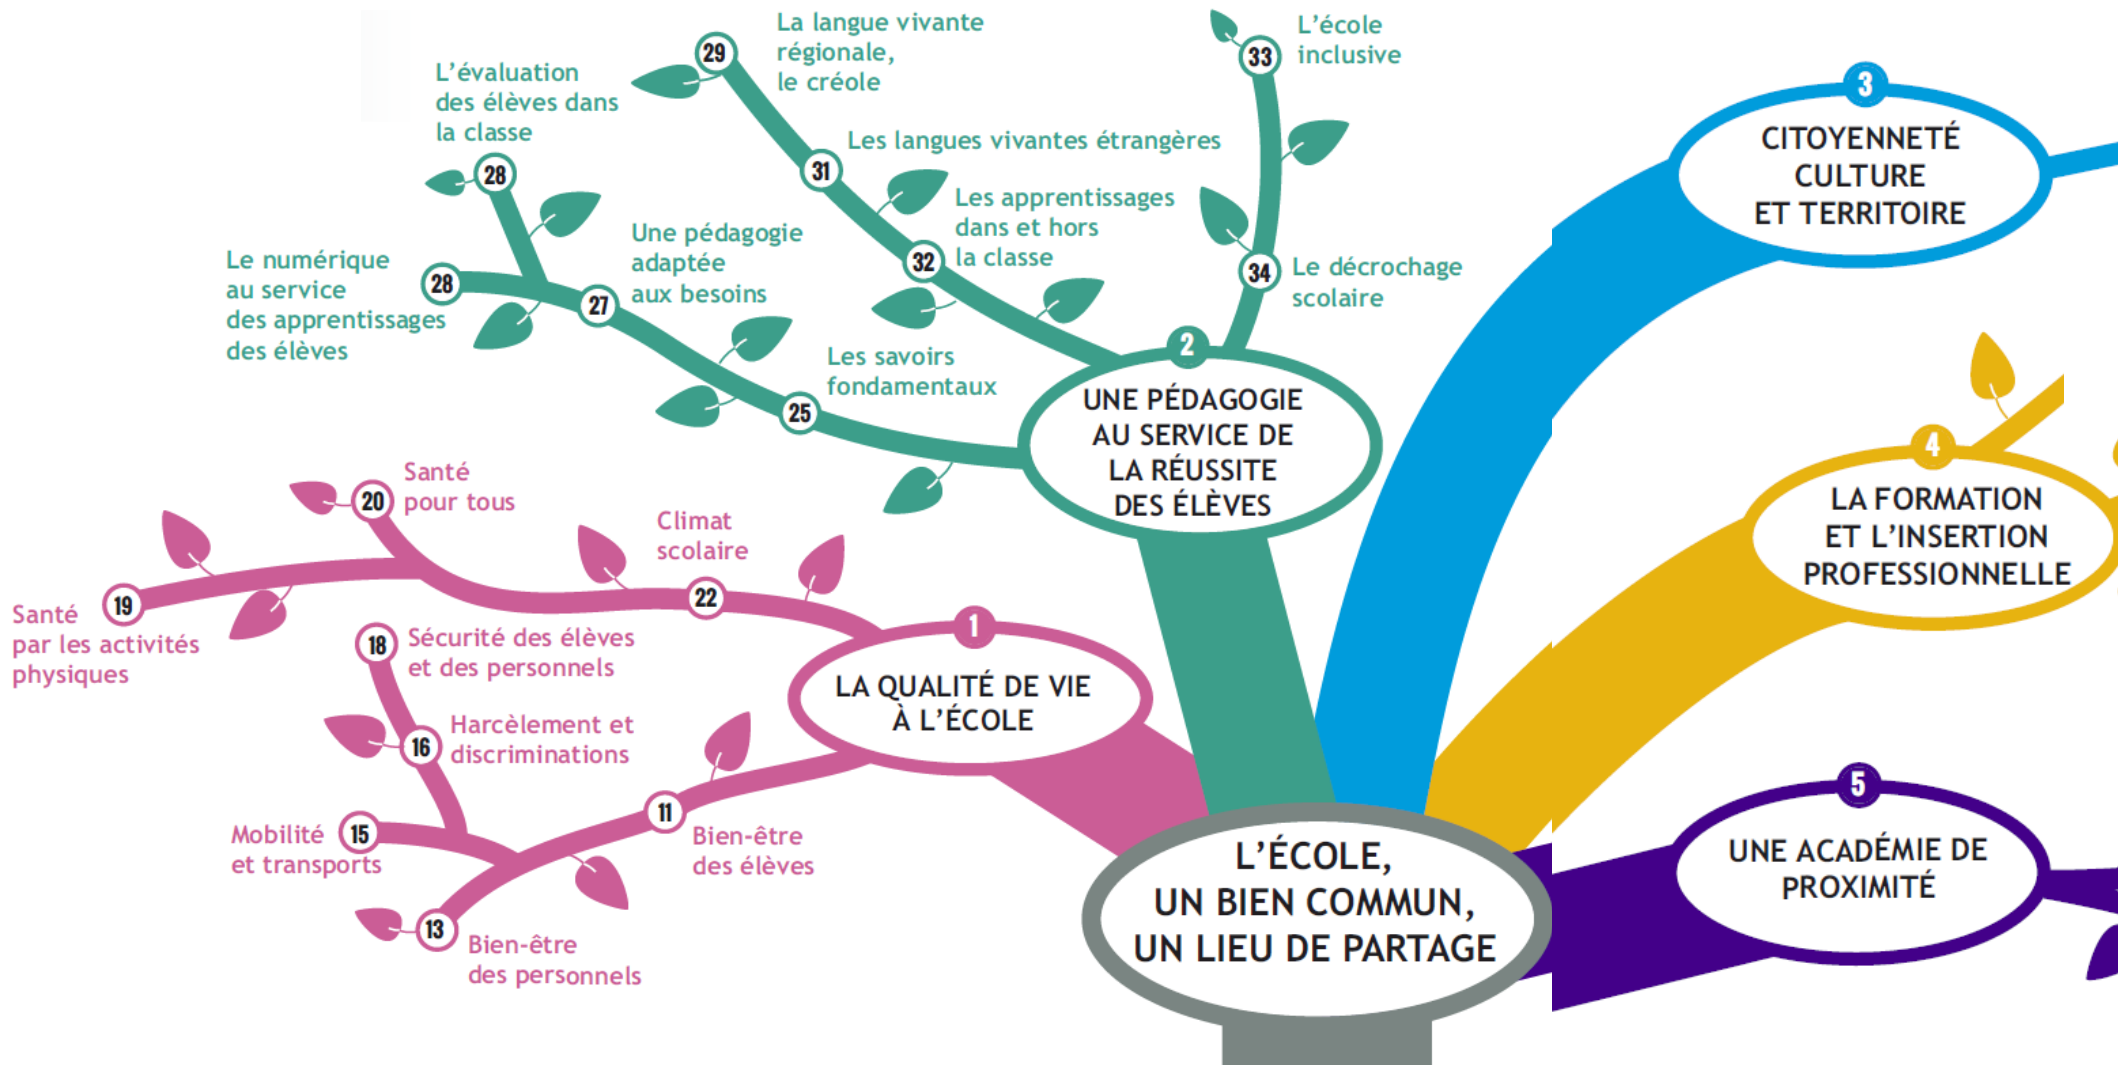 29
La langue vivante
régionale,
le créole
33
L'école
inclusive
28
L'évaluation
des élèves dans
la classe
31
Les langues vivantes étrangères
32
Les apprentissages
dans et hors
la classe
28
Le numérique
au service
des apprentissages
des élèves
27
Une pédagogie
adaptée
aux besoins
34
Le décrochage
scolaire
25
Les savoirs
fondamentaux
2
UNE PÉDAGOGIE
AU SERVICE DE
LA RÉUSSITE
DES ÉLÈVES
3
CITOYENNETÉ
CULTURE
ET TERRITOIRE
4
LA FORMATION
ET L'INSERTION
PROFESSIONNELLE
20
Santé
pour tous
22
Climat
scolaire
19
Santé
par les activités
physiques
18
Sécurité des élèves
et des personnels
16
Harcèlement et
discriminations
15
Mobilité
et transports
11
Bien-être
des élèves
13
Bien-être
des personnels
1
LA QUALITÉ DE VIE
À L'ÉCOLE
5
UNE ACADÉMIE DE
PROXIMITÉ
L'ÉCOLE,
UN BIEN COMMUN,
UN LIEU DE PARTAGE